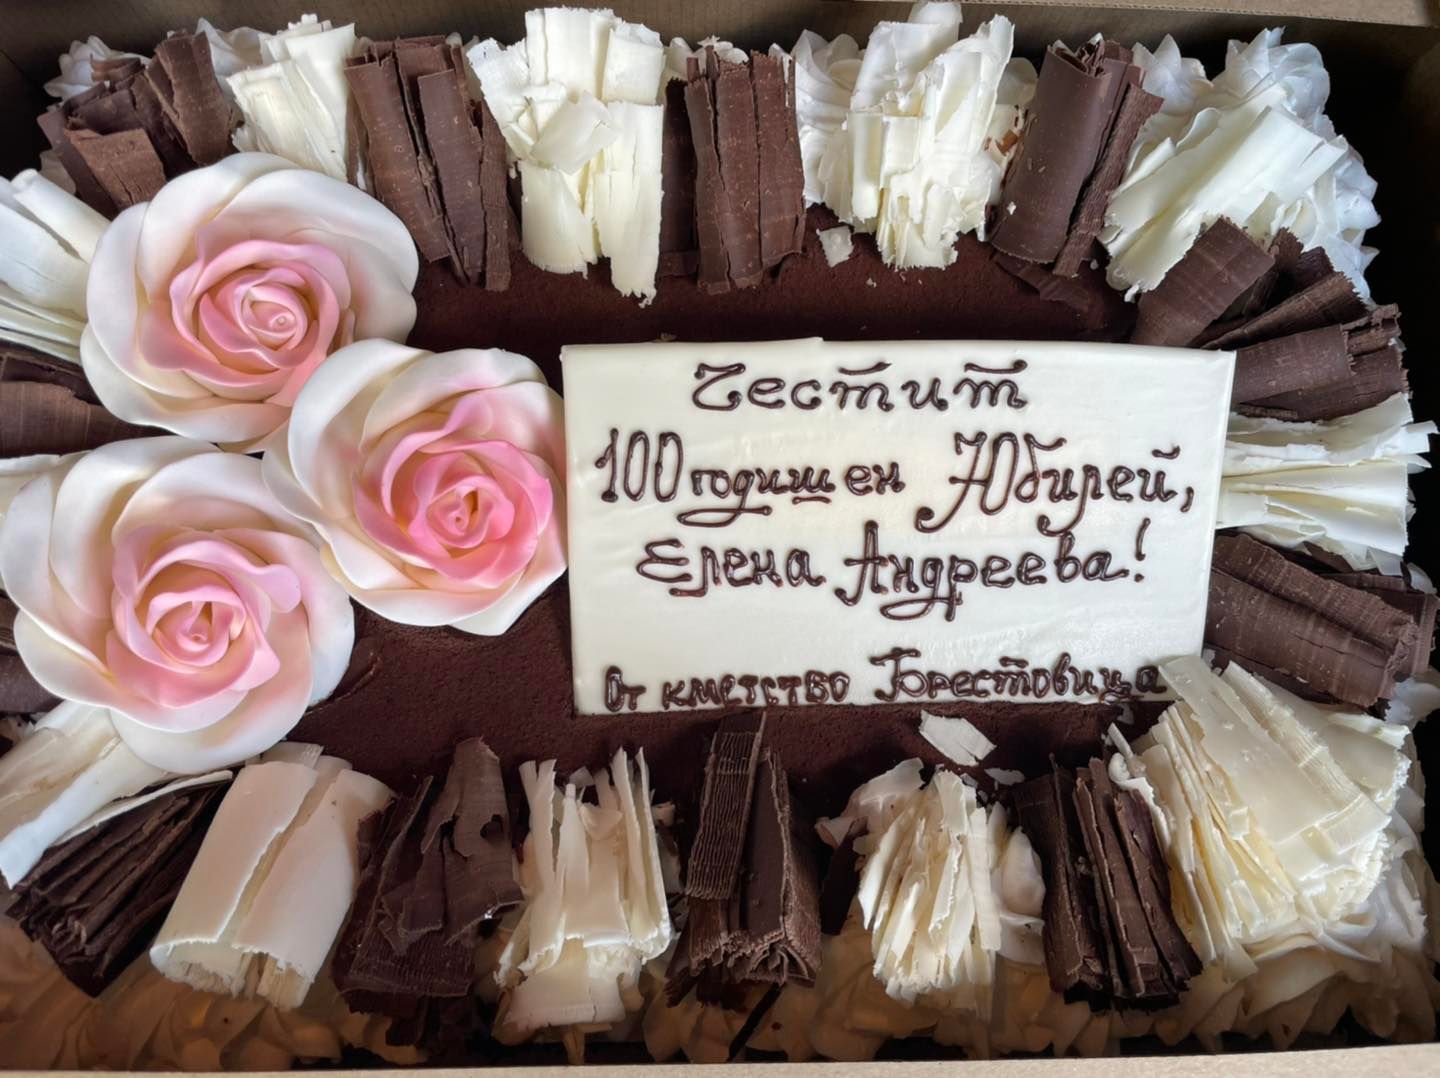 Честит
100 годишен Юбилей,
Елена Андреева!
От кметство Брестовица